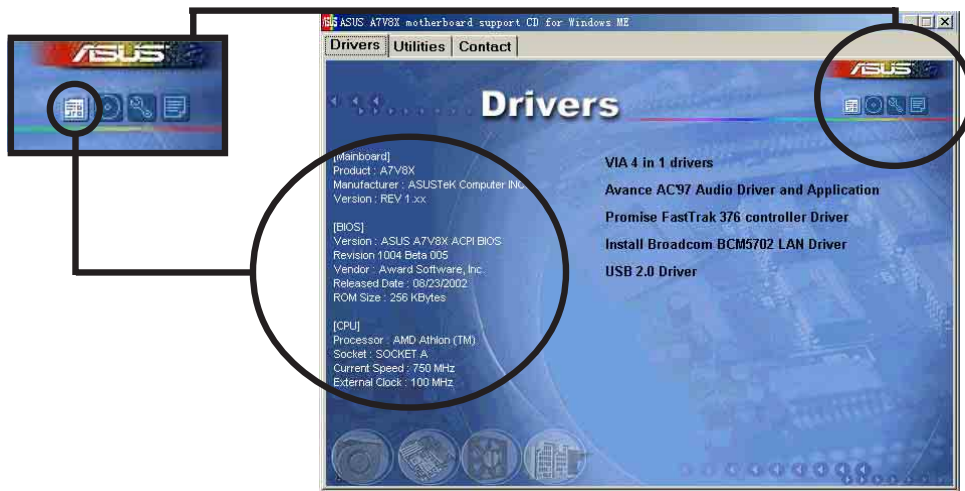 ASUS
ASUS A7V8X motherboard support CD for Windows ME
Drivers Utilities Contact
ASUS
Drivers
[Mainboard]
Product : A7V8X
Manufacturer : ASUSTeK Computer INC.
Version : REV 1.xx
[BIOS]
Version : ASUS A7V8X ACPI BIOS
Revision 1004 Beta 005
Vendor : Award Software, Inc.
Released Date : 08/23/2002
ROM Size : 256 KBytes
[CPU]
Processor : AMD Athlon (TM)
Socket : SOCKET A
Current Speed : 750 MHz
External Clock : 100 MHz
VIA 4 in 1 drivers
Avance AC'97 Audio Driver and Application
Promise FastTrak 376 controller Driver
Install Broadcom BCM5702 LAN Driver
USB 2.0 Driver